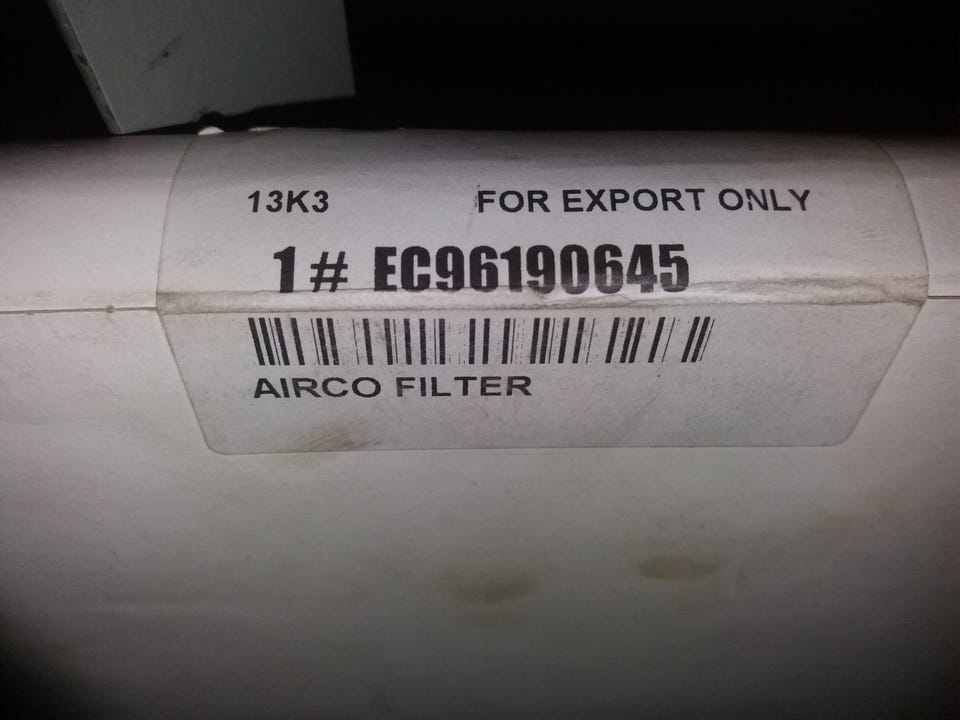 13K3 FOR EXPORT ONLY
1# EC96190645
AIRCO FILTER